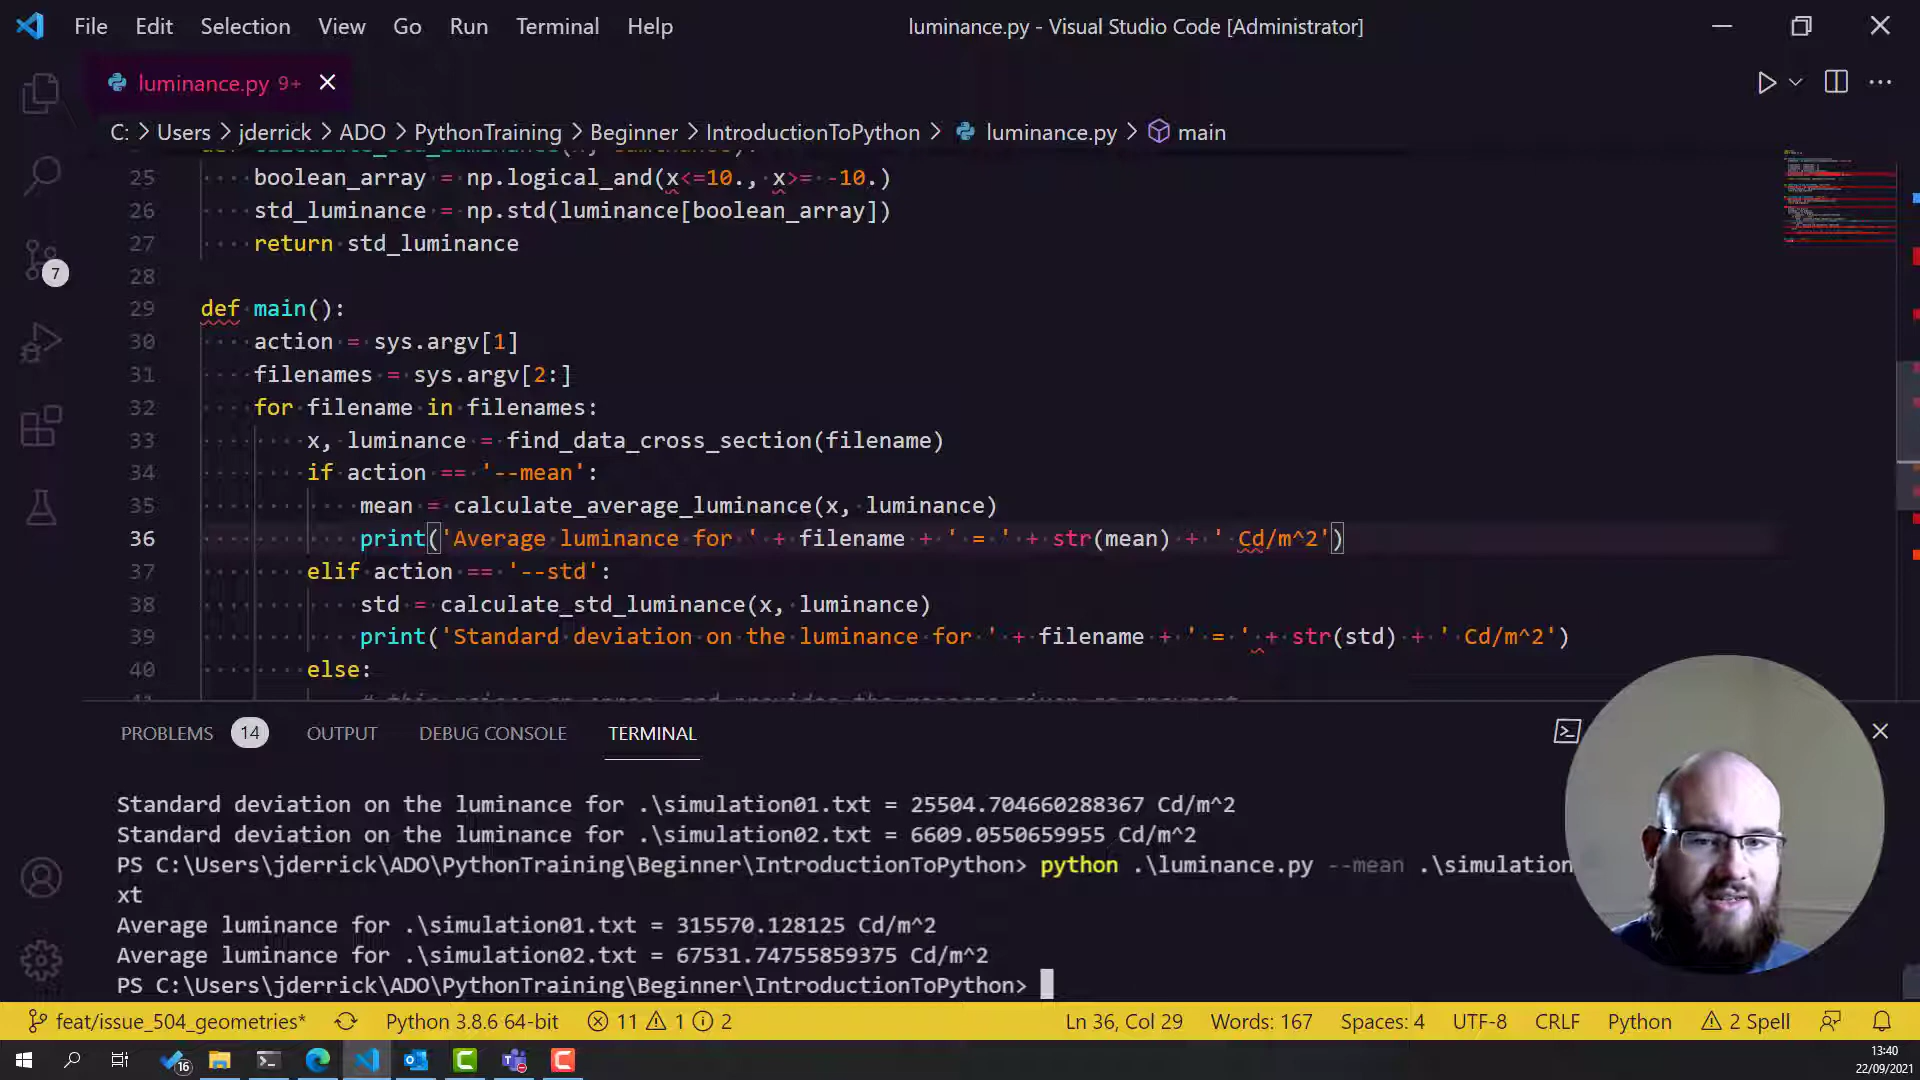 File Edit Selection View Go Run Terminal Help
luminance.py - Visual Studio Code [Administrator]
luminance.py 9+
C: > Users > jderrick > ADO > PythonTraining > Beginner > IntroductionToPython > luminance.py > main
25 boolean_array = np.logical_and(x<=10., x>= -10.)
26 std_luminance = np.std(luminance[boolean_array])
27 return std_luminance
28
29 def main():
30 action = sys.argv[1]
31 filenames = sys.argv[2:]
32 for filename in filenames:
33 x, luminance = find_data_cross_section(filename)
34 if action == '--mean':
35 mean = calculate_average_luminance(x, luminance)
36 print('Average luminance for ' + filename + ' = ' + str(mean) + ' Cd/m^2')
37 elif action == '--std':
38 std = calculate_std_luminance(x, luminance)
39 print('Standard deviation on the luminance for ' + filename + ' = ' + str(std) + ' Cd/m^2')
40 else:
7
PROBLEMS 14 OUTPUT DEBUG CONSOLE TERMINAL
Standard deviation on the luminance for .\simulation01.txt = 25504.704660288367 Cd/m^2
Standard deviation on the luminance for .\simulation02.txt = 6609.0550659955 Cd/m^2
PS C:\Users\jderrick\ADO\PythonTraining\Beginner\IntroductionToPython> python .\luminance.py --mean .\simulation
xt
Average luminance for .\simulation01.txt = 315570.128125 Cd/m^2
Average luminance for .\simulation02.txt = 67531.74755859375 Cd/m^2
PS C:\Users\jderrick\ADO\PythonTraining\Beginner\IntroductionToPython>
feat/issue_504_geometries* Python 3.8.6 64-bit 11 1 2 Ln 36, Col 29 Words: 167 Spaces: 4 UTF-8 CRLF Python 2 Spell
16
13:40
22/09/2021